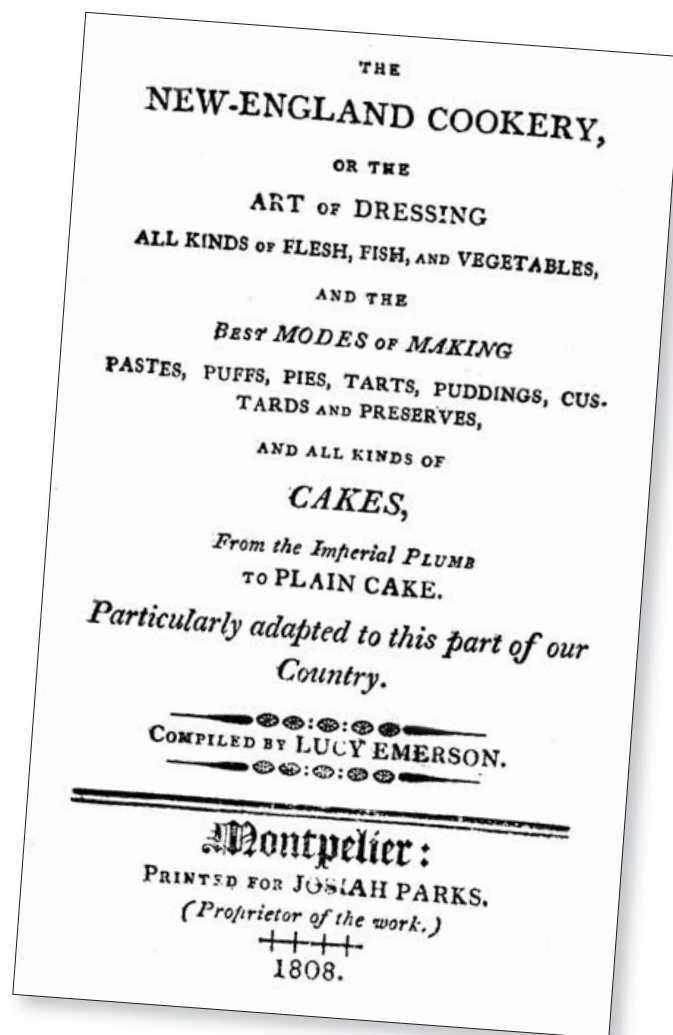 THE
NEW-ENGLAND COOKERY,
OR THE
ART OF DRESSING
ALL KINDS OF FLESH, FISH, AND VEGETABLES,
AND THE
BEST MODES OF MAKING
PASTES, PUFFS, PIES, TARTS, PUDDINGS, CUS-
TARDS AND PRESERVES,
AND ALL KINDS OF
CAKES,
From the Imperial PLUMB
TO PLAIN CAKE.
Particularly adapted to this part of our
Country.
COMPILED BY LUCY EMERSON.
Montpelier:
PRINTED FOR JOSIAH PARKS.
(Proprietor of the work.)
1808.